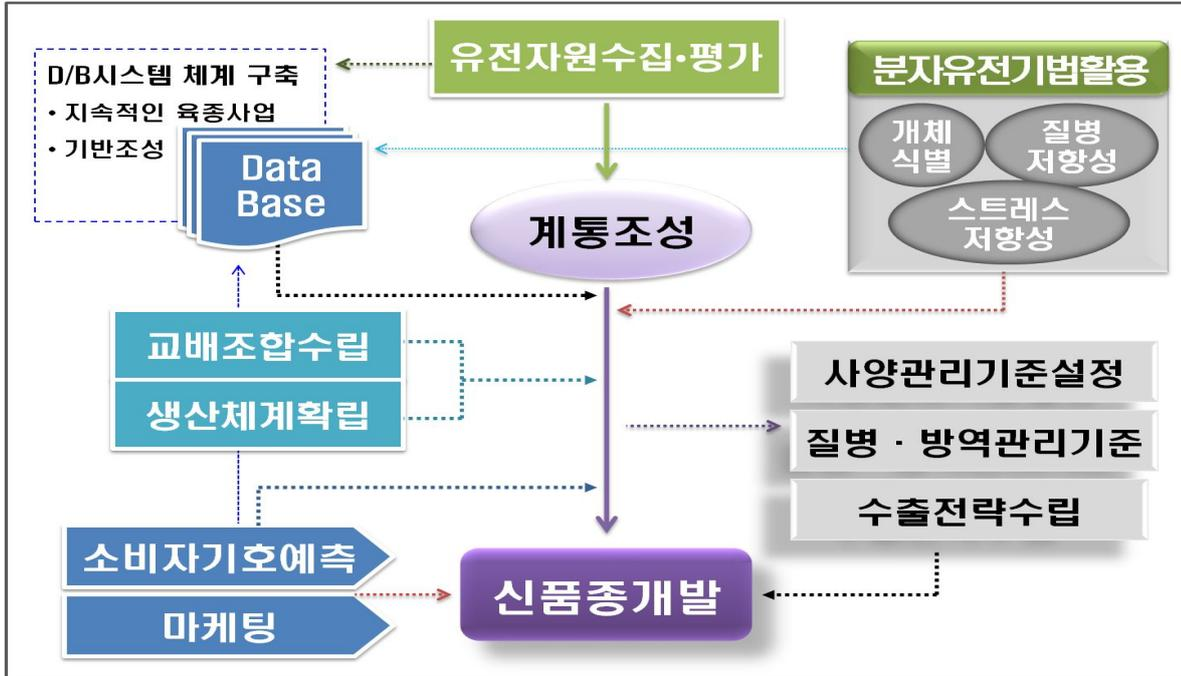 유전자원수집·평가
D/B시스템 체계 구축
• 지속적인 육종사업
• 기반조성
Data
Base
분자유전기법활용
개체
식별
질병
저항성
스트레스
저항성
계통조성
교배조합수립
생산체계확립
사양관리기준설정
질병 · 방역관리기준
수출전략수립
소비자기호예측
마케팅
신품종개발